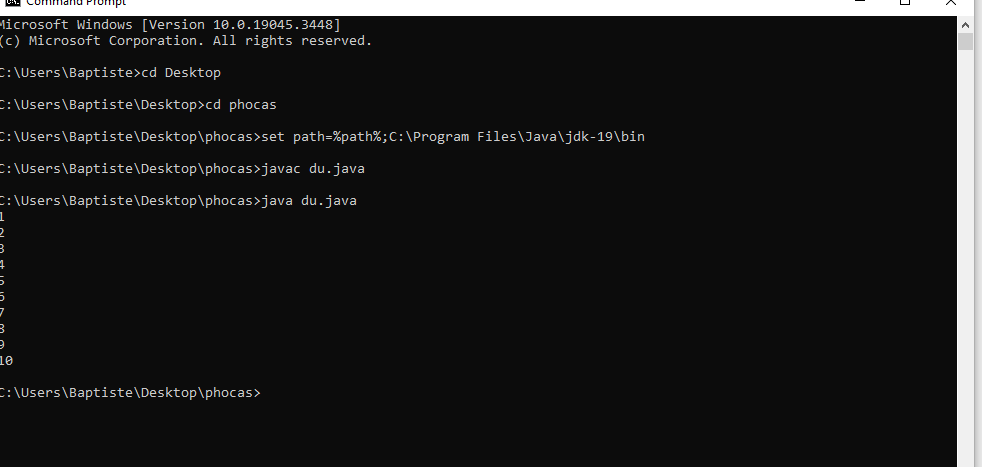 Command Prompt
Microsoft Windows [Version 10.0.19045.3448]
(c) Microsoft Corporation. All rights reserved.
C:\Users\Baptiste>cd Desktop
C:\Users\Baptiste\Desktop>cd phocas
C:\Users\Baptiste\Desktop\phocas>set path=%path%;C:\Program Files\Java\jdk-19\bin
C:\Users\Baptiste\Desktop\phocas>javac du.java
C:\Users\Baptiste\Desktop\phocas>java du.java
1
2
3
4
5
6
7
8
9
10
C:\Users\Baptiste\Desktop\phocas>